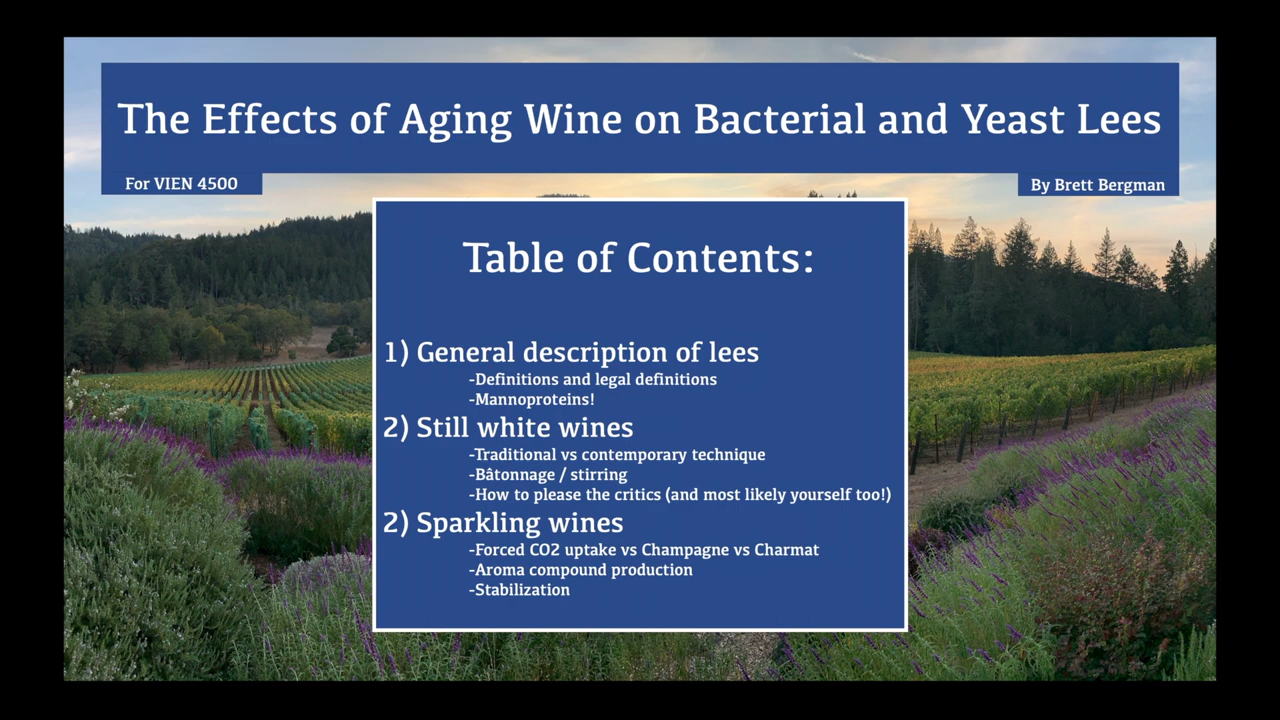 The Effects of Aging Wine on Bacterial and Yeast Lees
For VIEN 4500
By Brett Bergman
Table of Contents:
1) General description of lees
-Definitions and legal definitions
-Mannoproteins!
2) Still white wines
-Traditional vs contemporary technique
-Bâtonnage / stirring
-How to please the critics (and most likely yourself too!)
2) Sparkling wines
-Forced CO2 uptake vs Champagne vs Charmat
-Aroma compound production
-Stabilization